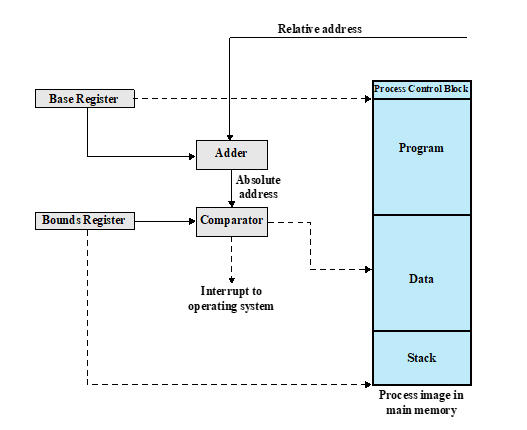 Relative address
Process Control Block
Base Register
Program
Adder
Absolute
address
Bounds Register
Comparator
Data
Interrupt to
operating system
Stack
Process image in
main memory